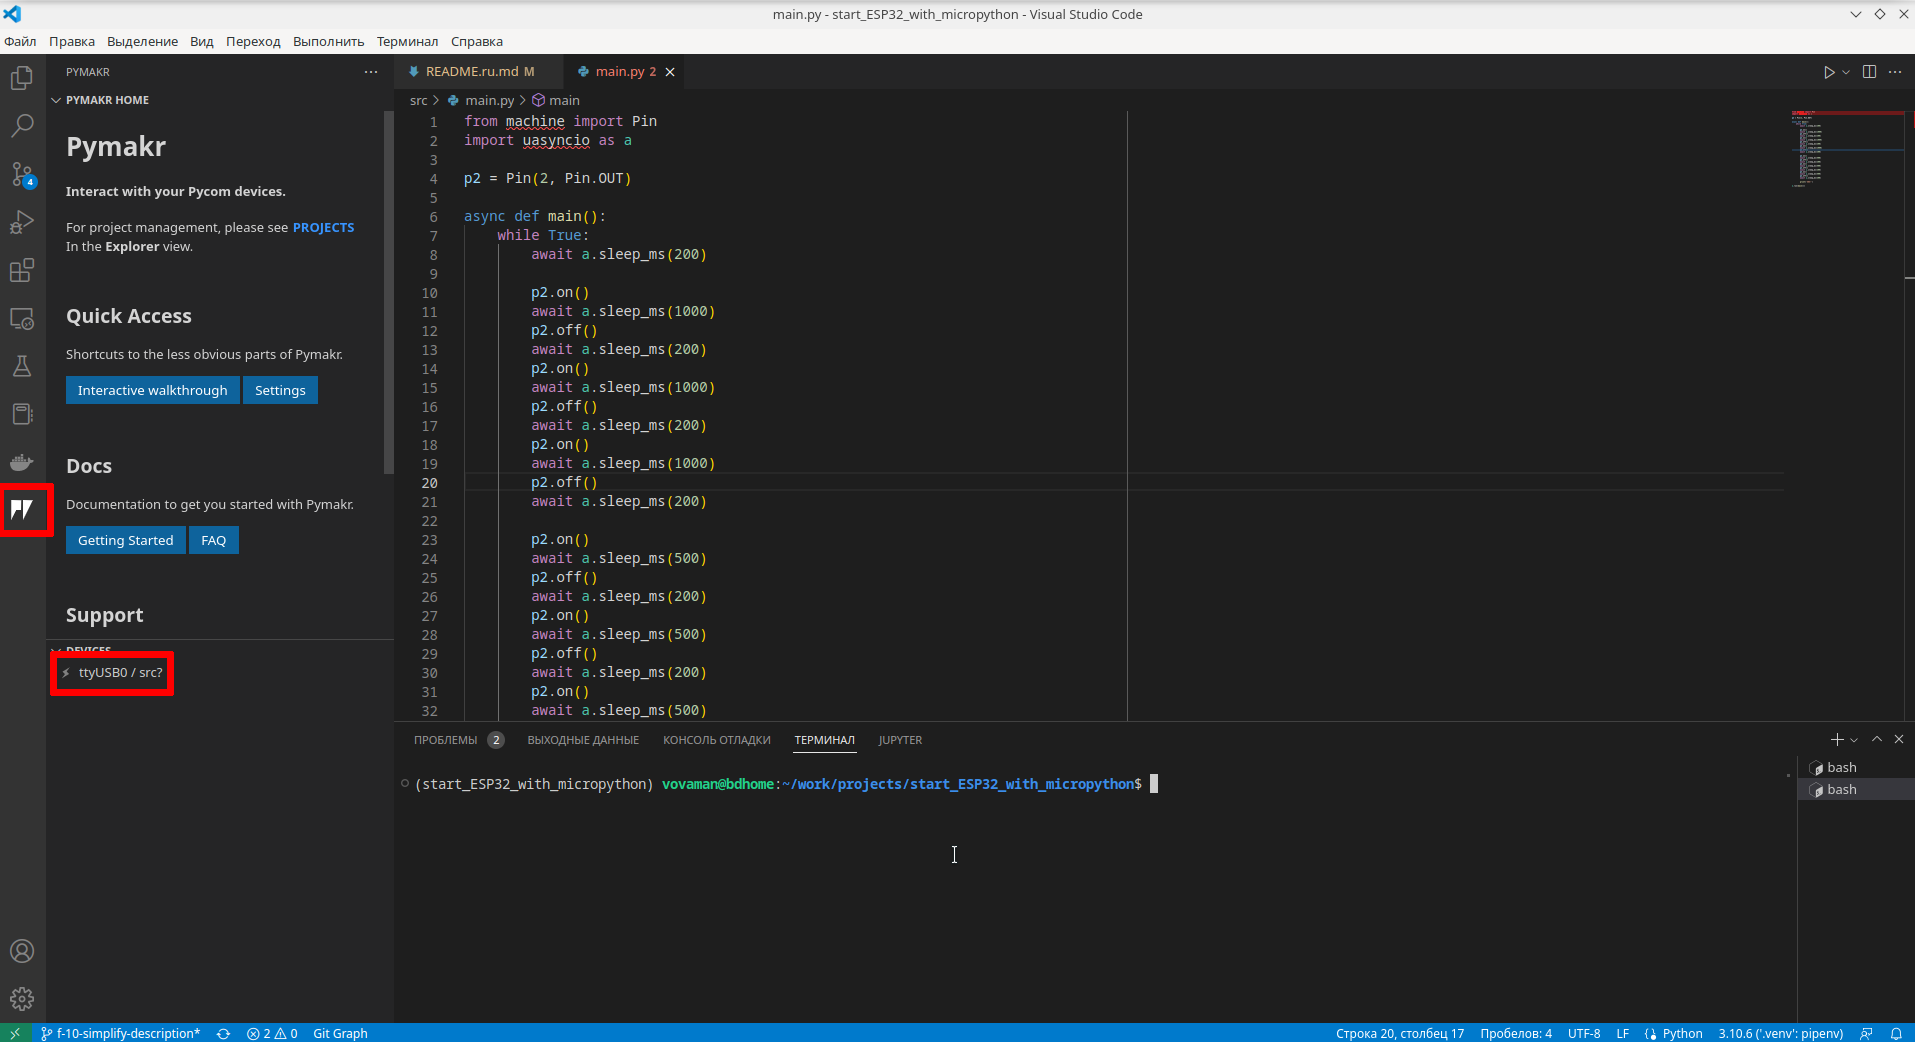 main.py - start_ESP32_with_micropython - Visual Studio Code
Файл Правка Выделение Вид Переход Выполнить Терминал Справка
PYMAKR
PYMAKR HOME
Pymakr
Interact with your Pycom devices.
For project management, please see PROJECTS
In the Explorer view.
Quick Access
Shortcuts to the less obvious parts of Pymakr.
Interactive walkthrough Settings
Docs
Documentation to get you started with Pymakr.
Getting Started FAQ
Support
DEVICES
ttyUSB0 / src?
4
README.ru.md M main.py 2
src > main.py > main
1 from machine import Pin
2 import uasyncio as a
3
4 p2 = Pin(2, Pin.OUT)
5
6 async def main():
7 while True:
8 await a.sleep_ms(200)
9
10 p2.on()
11 await a.sleep_ms(1000)
12 p2.off()
13 await a.sleep_ms(200)
14 p2.on()
15 await a.sleep_ms(1000)
16 p2.off()
17 await a.sleep_ms(200)
18 p2.on()
19 await a.sleep_ms(1000)
20 p2.off()
21 await a.sleep_ms(200)
22
23 p2.on()
24 await a.sleep_ms(500)
25 p2.off()
26 await a.sleep_ms(200)
27 p2.on()
28 await a.sleep_ms(500)
29 p2.off()
30 await a.sleep_ms(200)
31 p2.on()
32 await a.sleep_ms(500)
ПРОБЛЕМЫ 2 ВЫХОДНЫЕ ДАННЫЕ КОНСОЛЬ ОТЛАДКИ ТЕРМИНАЛ JUPYTER
(start_ESP32_with_micropython) vovaman@bdhome:~/work/projects/start_ESP32_with_micropython$
bash
bash
f-10-simplify-description* 2 0 Git Graph Строка 20, столбец 17 Пробелов: 4 UTF-8 LF Python 3.10.6 ('.venv': pipenv)